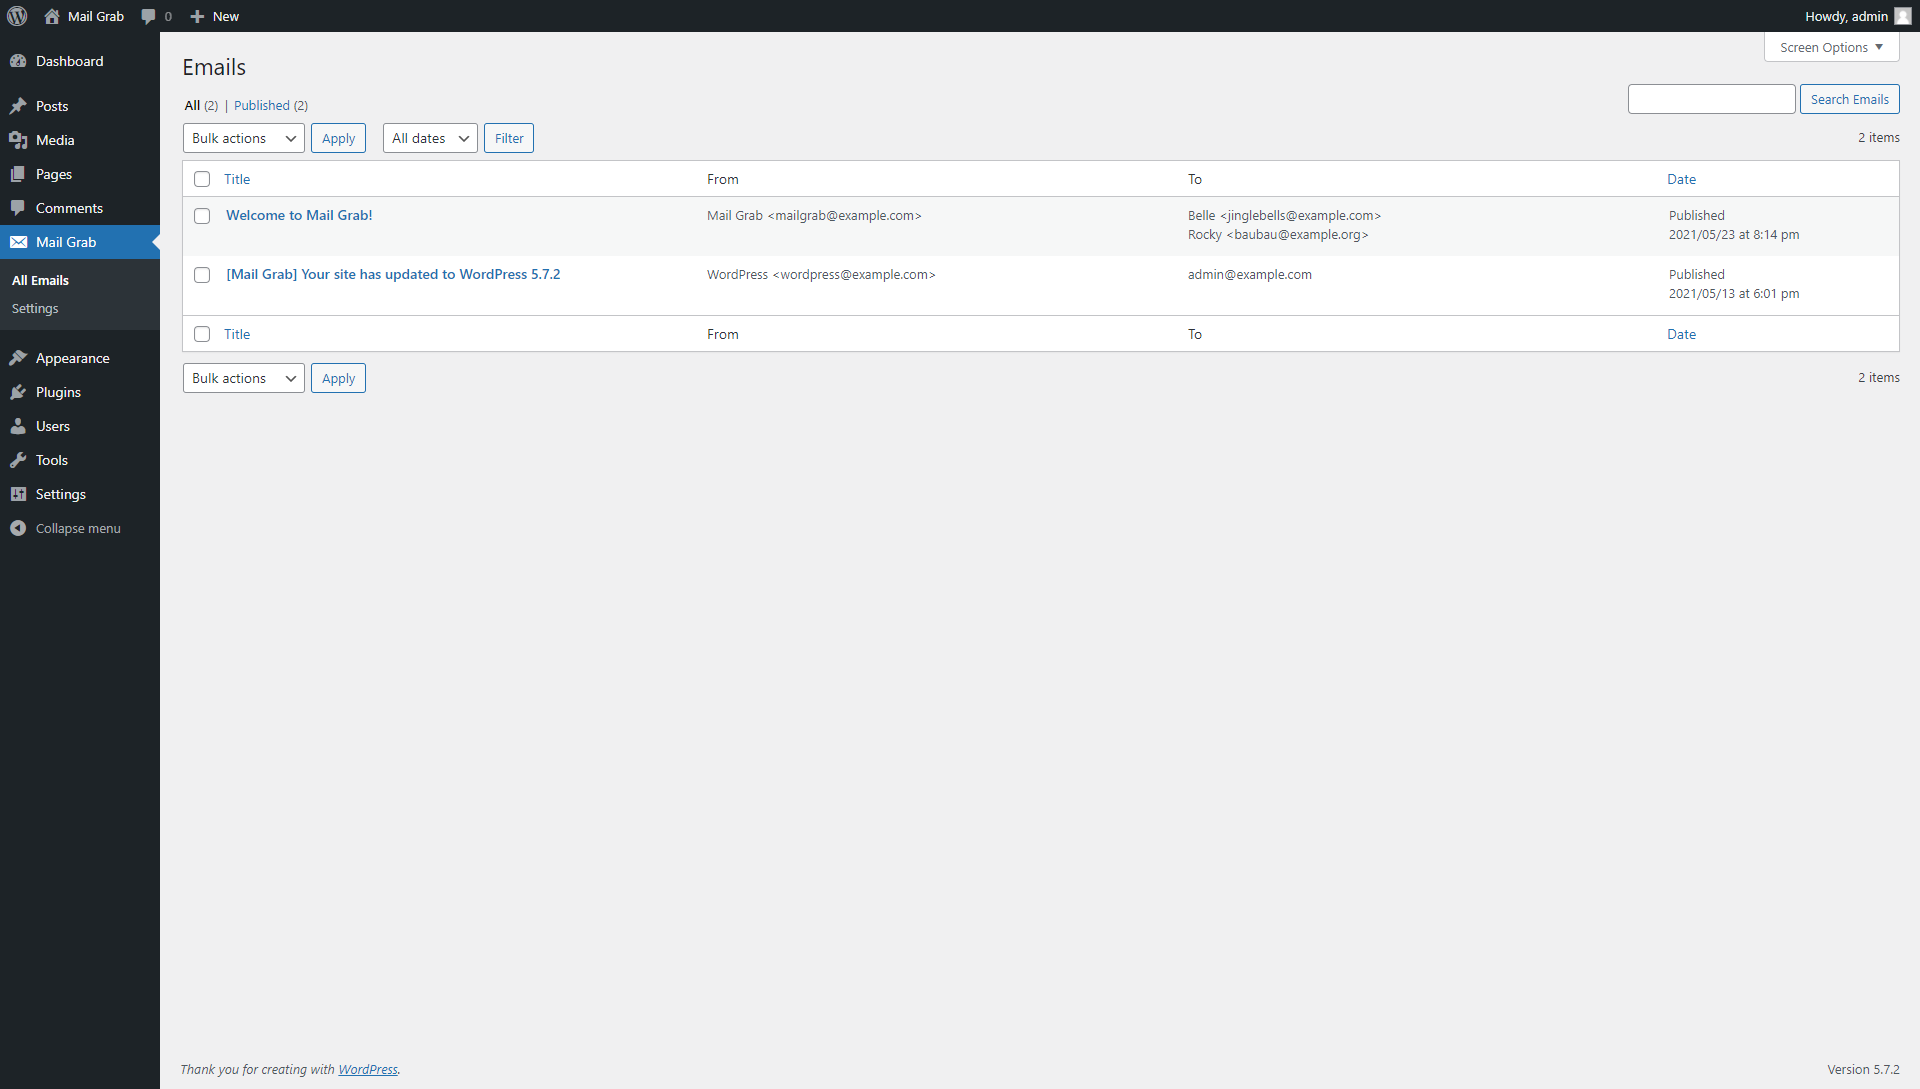 Mail Grab 0 New Howdy, admin
Dashboard
Posts
Media
Pages
Comments
Mail Grab
All Emails
Settings
Appearance
Plugins
Users
Tools
Settings
Collapse menu
Screen Options
Emails
All (2) | Published (2)
Search Emails
Bulk actions Apply All dates Filter 2 items
Title From To Date
Welcome to Mail Grab! Mail Grab <mailgrab@example.com> Belle <jinglebells@example.com> Published
Rocky <baubau@example.org> 2021/05/23 at 8:14 pm
[Mail Grab] Your site has updated to WordPress 5.7.2 WordPress <wordpress@example.com> admin@example.com Published
2021/05/13 at 6:01 pm
Title From To Date
Bulk actions Apply 2 items
Thank you for creating with WordPress. Version 5.7.2